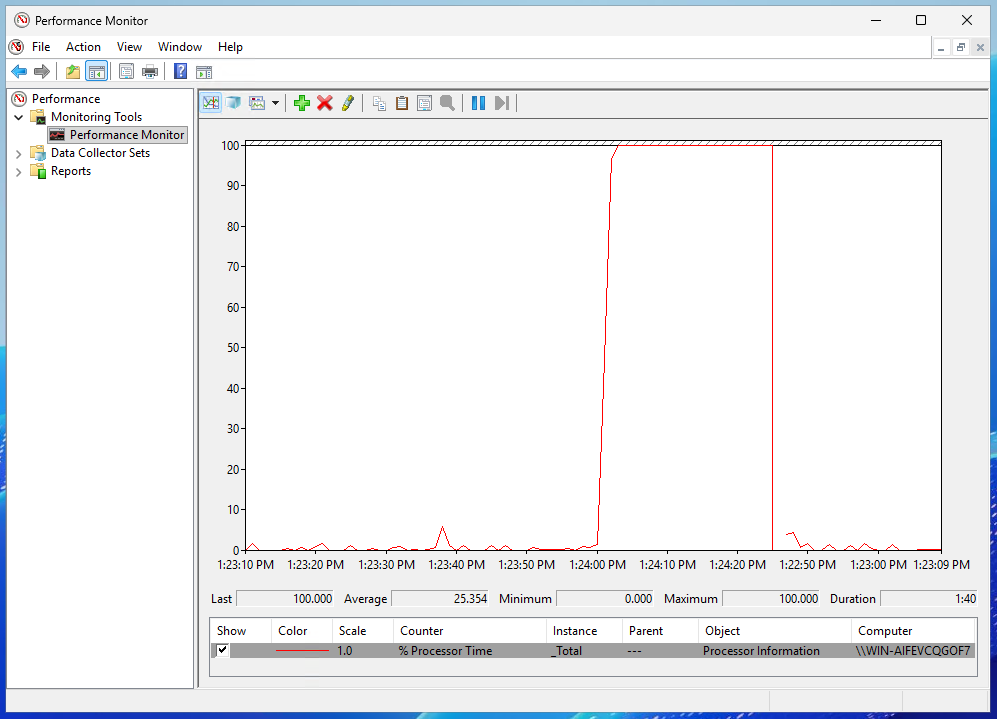 Performance Monitor
File Action View Window Help
Performance
Monitoring Tools
Performance Monitor
Data Collector Sets
Reports
100
90
80
70
60
50
40
30
20
10
0
1:23:10 PM 1:23:20 PM 1:23:30 PM 1:23:40 PM 1:23:50 PM 1:24:00 PM 1:24:10 PM 1:24:20 PM 1:22:50 PM 1:23:00 PM 1:23:09 PM
Last 100.000 Average 25.354 Minimum 0.000 Maximum 100.000 Duration 1:40
Show Color Scale Counter Instance Parent Object Computer
1.0 % Processor Time _Total --- Processor Information \\WIN-AIFEVCQGOF7